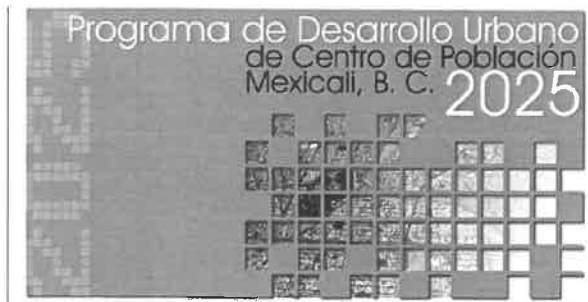 Programa de Desarrollo Urbano
de Centro de Población
Mexicali, B. C. 2025